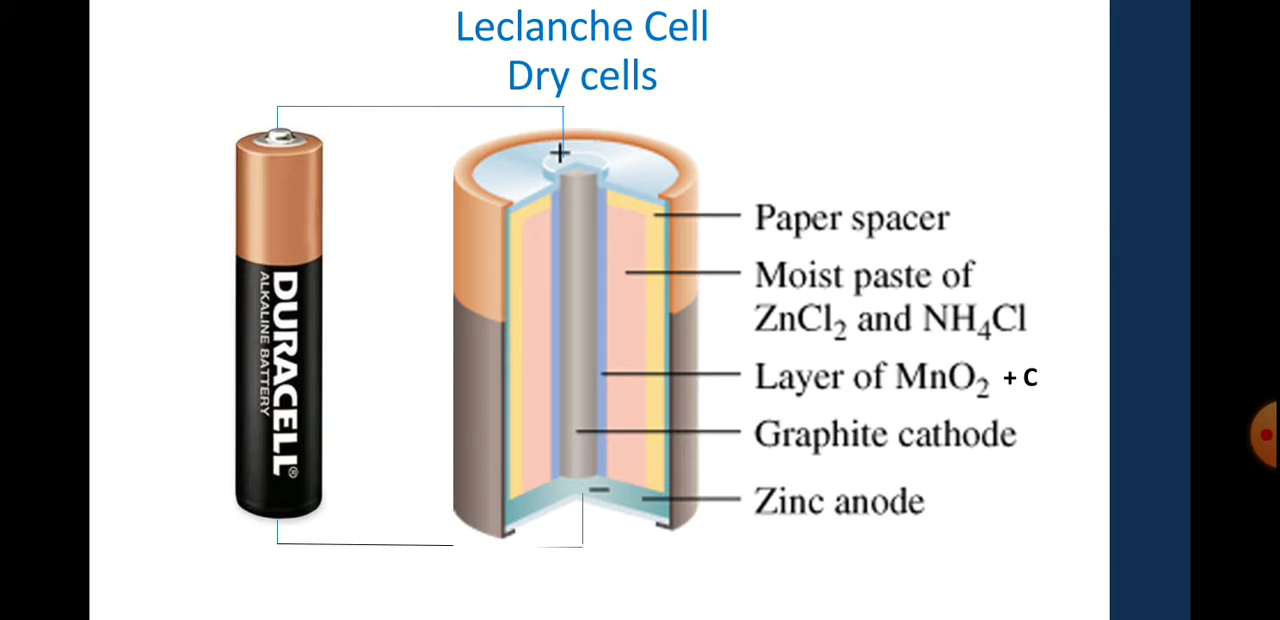 Leclanche Cell
Dry cells
+
DURACELL®
ALKALINE BATTERY
Paper spacer
Moist paste of
ZnCl₂ and NH₄Cl
Layer of MnO₂ + C
Graphite cathode
−
Zinc anode